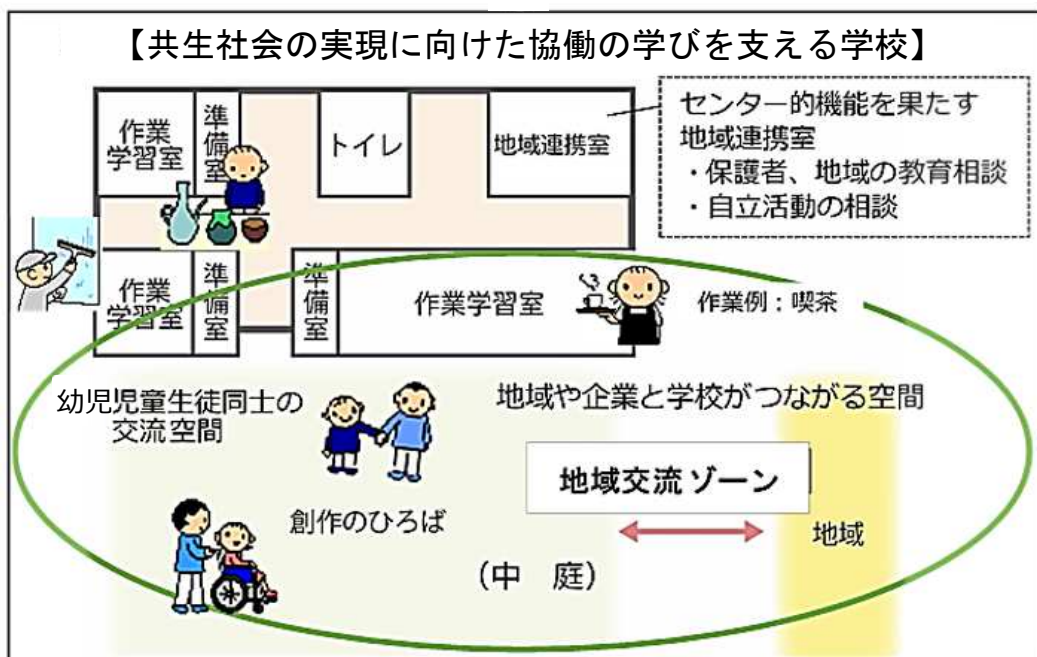 【共生社会の実現に向けた協働の学びを支える学校】
作業
学習室
準備室
トイレ
地域連携室
センター的機能を果たす
地域連携室
・保護者、地域の教育相談
・自立活動の相談
作業
学習室
準備室
準備室
作業学習室
作業例：喫茶
幼児児童生徒同士の
交流空間
地域や企業と学校がつながる空間
地域交流ゾーン
創作のひろば
地域
（中　庭）